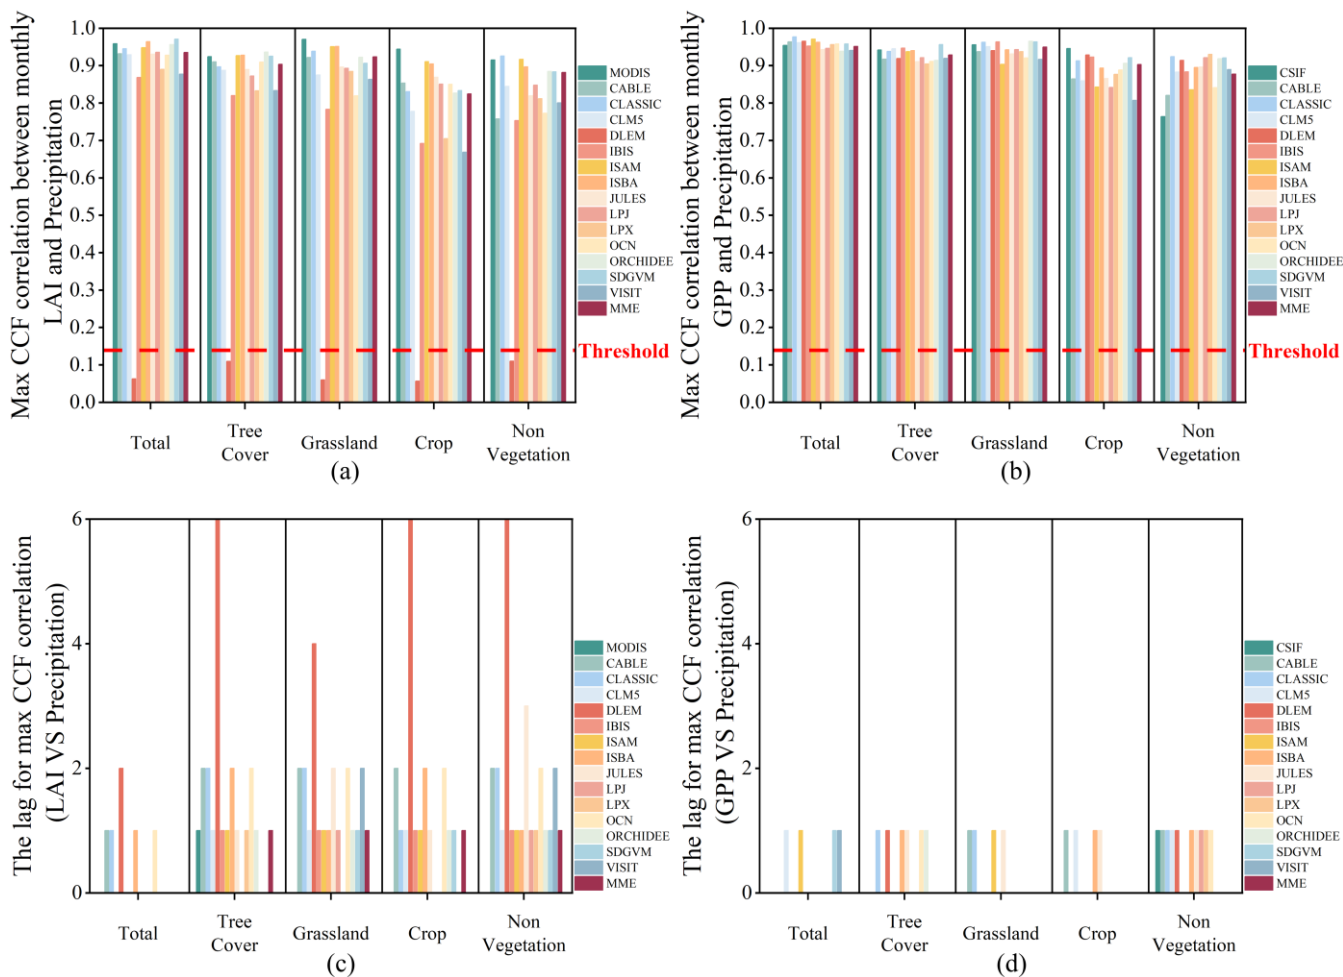 Max CCF correlation between monthly
LAI and Precipitation
1.0
0.9
0.8
0.7
0.6
0.5
0.4
0.3
0.2
0.1
0.0
MODIS
CABLE
CLASSIC
CLM5
DLEM
IBIS
ISAM
ISBA
JULES
LPJ
LPX
OCN
ORCHIDEE
SDGVM
VISIT
MME
Threshold
Total
Tree
Cover
Grassland
Crop
Non
Vegetation
(a)
Max CCF correlation between monthly
GPP and Precipitation
1.0
0.9
0.8
0.7
0.6
0.5
0.4
0.3
0.2
0.1
0.0
CSIF
CABLE
CLASSIC
CLM5
DLEM
IBIS
ISAM
ISBA
JULES
LPJ
LPX
OCN
ORCHIDEE
SDGVM
VISIT
MME
Threshold
Total
Tree
Cover
Grassland
Crop
Non
Vegetation
(b)
The lag for max CCF correlation
(LAI VS Precipitation)
6
4
2
0
MODIS
CABLE
CLASSIC
CLM5
DLEM
IBIS
ISAM
ISBA
JULES
LPJ
LPX
OCN
ORCHIDEE
SDGVM
VISIT
MME
Total
Tree
Cover
Grassland
Crop
Non
Vegetation
(c)
The lag for max CCF correlation
(GPP VS Precipitation)
6
4
2
0
CSIF
CABLE
CLASSIC
CLM5
DLEM
IBIS
ISAM
ISBA
JULES
LPJ
LPX
OCN
ORCHIDEE
SDGVM
VISIT
MME
Total
Tree
Cover
Grassland
Crop
Non
Vegetation
(d)